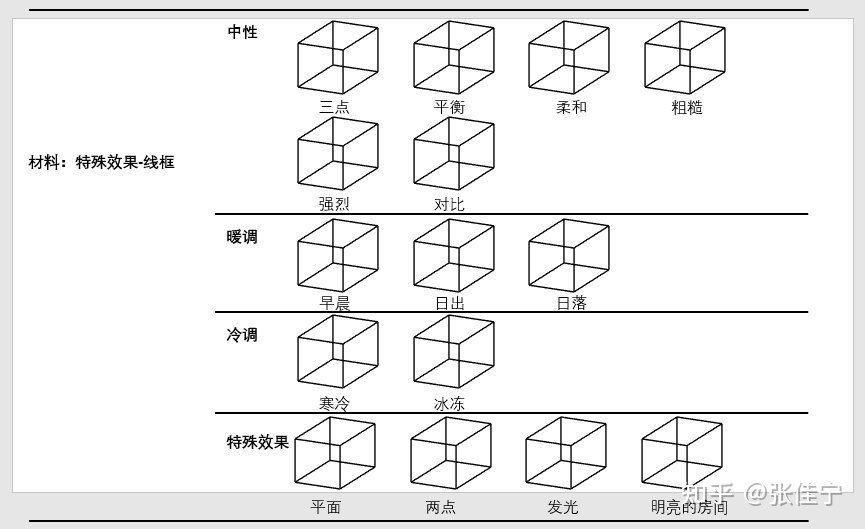 中性
三点 平衡 柔和 粗糙
材料：特殊效果-线框
强烈 对比
暖调
早晨 日出 日落
冷调
寒冷 冰冻
特殊效果
平面 两点 发光 明亮的房间
知乎 @张佳宁